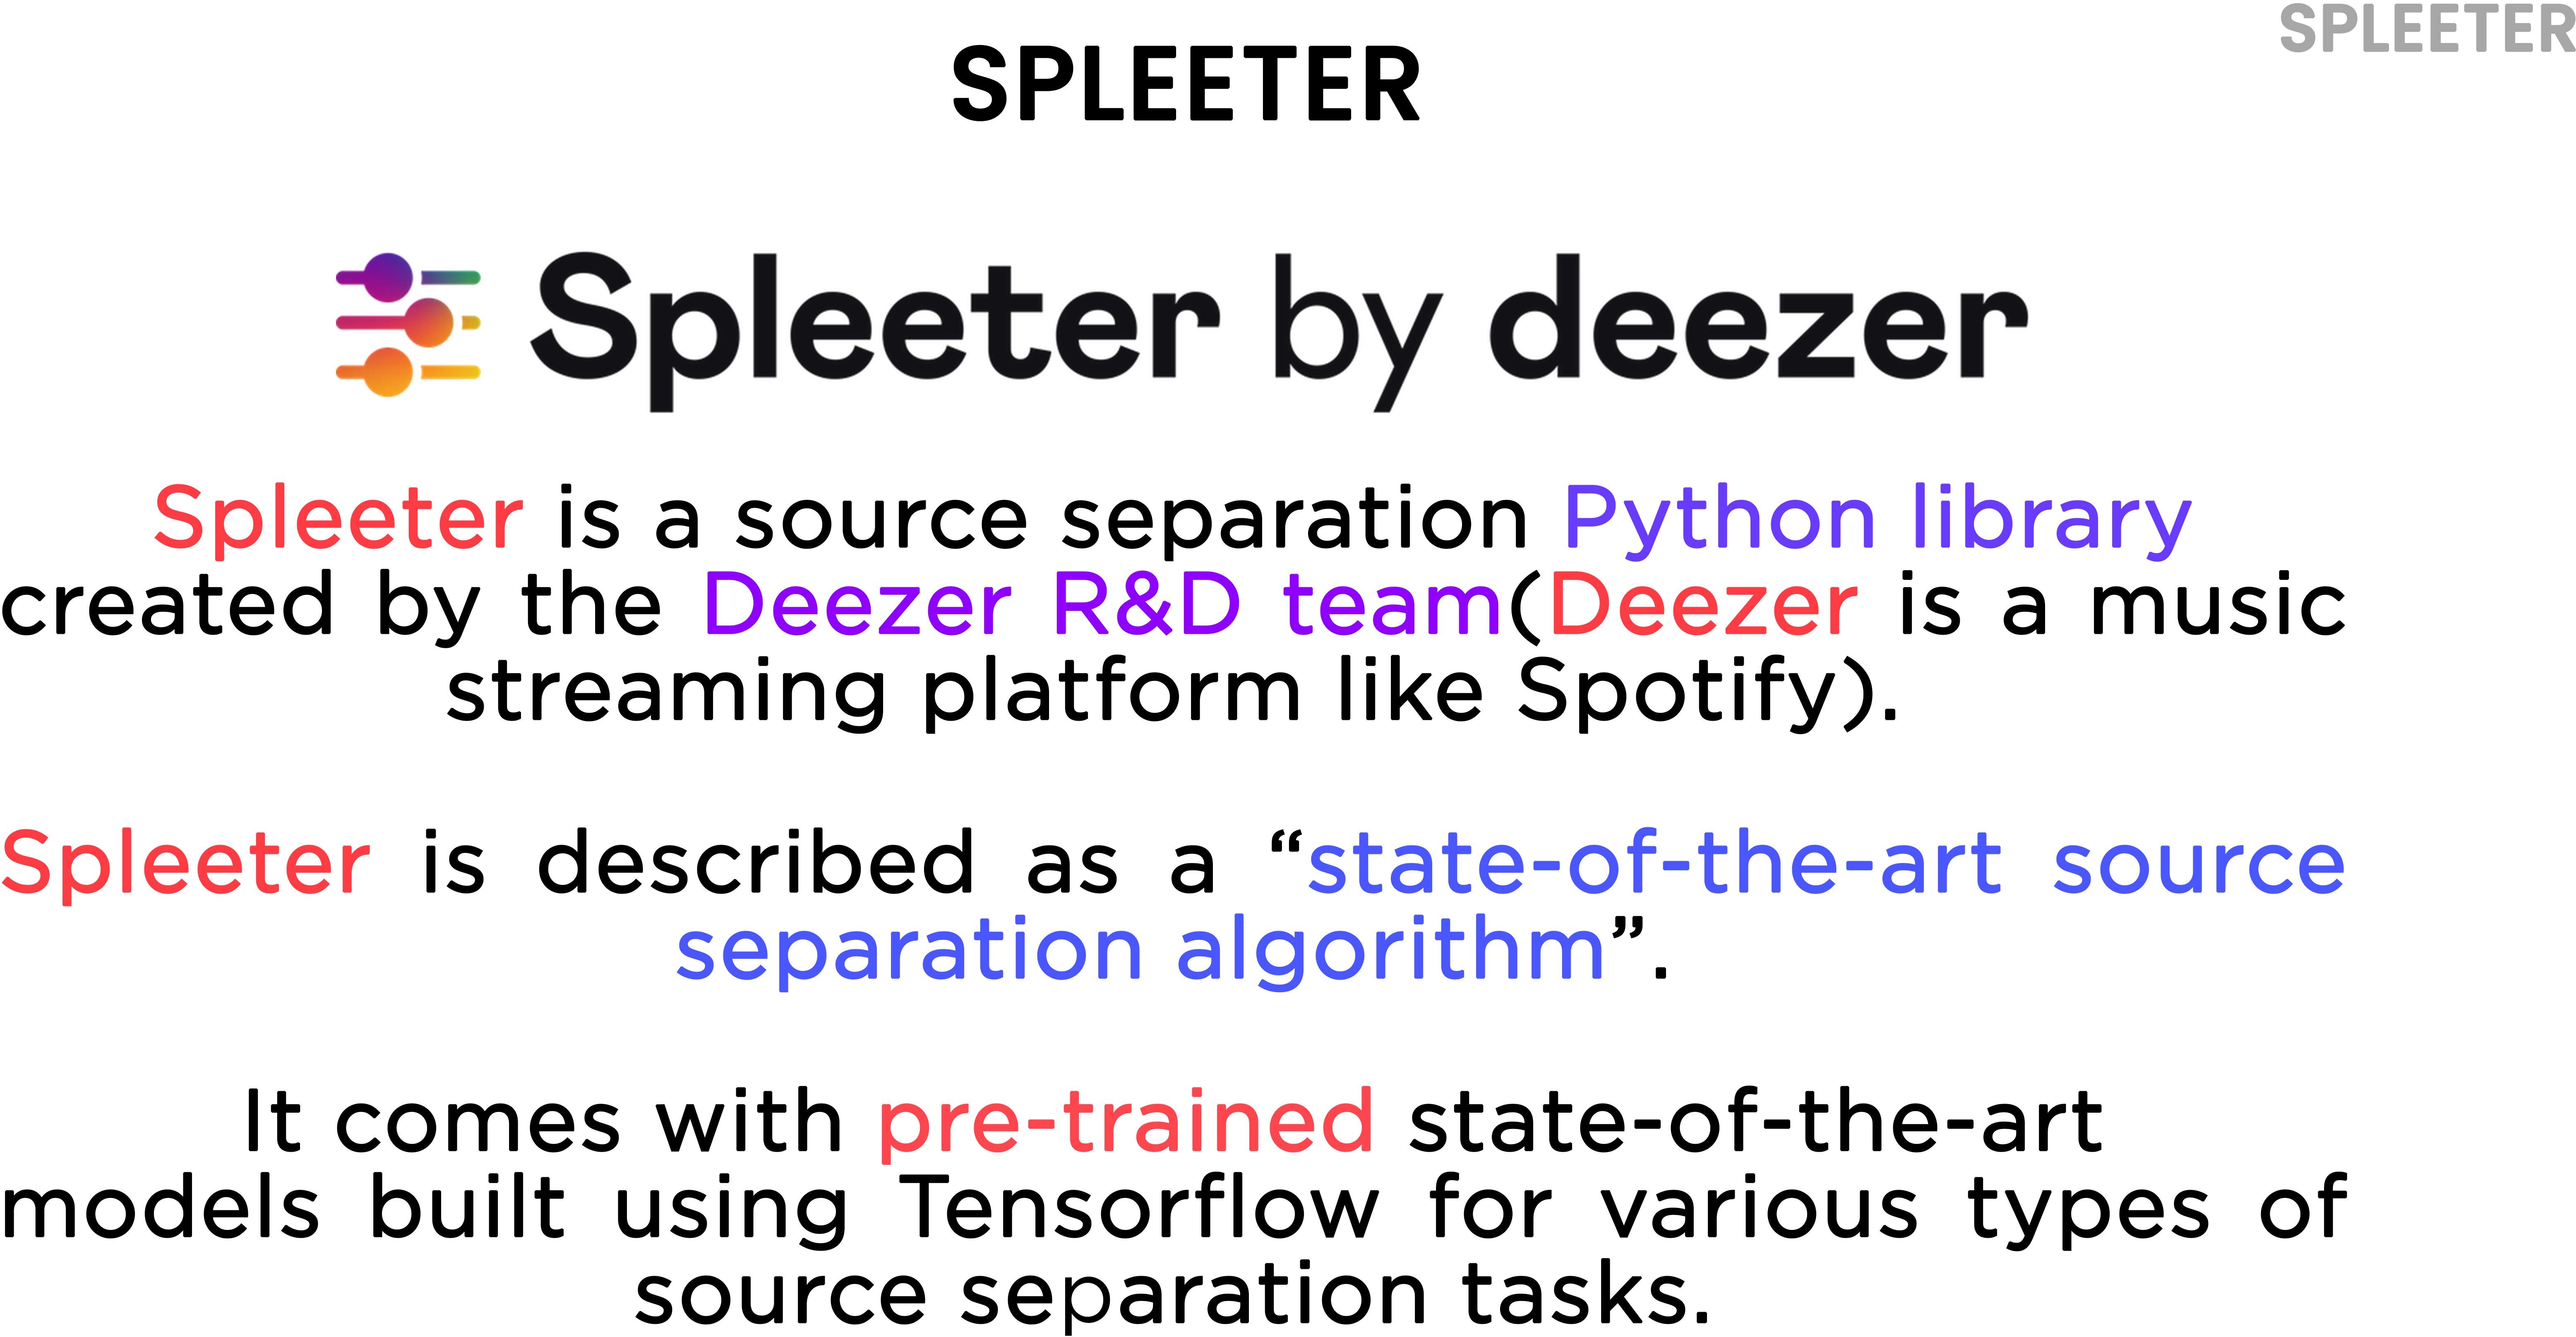 SPLEETER
SPLEETER
Spleeter by deezer
Spleeter is a source separation Python library
created by the Deezer R&D team(Deezer is a music
streaming platform like Spotify).
Spleeter is described as a “state-of-the-art source
separation algorithm”.
It comes with pre-trained state-of-the-art
models built using Tensorflow for various types of
source separation tasks.